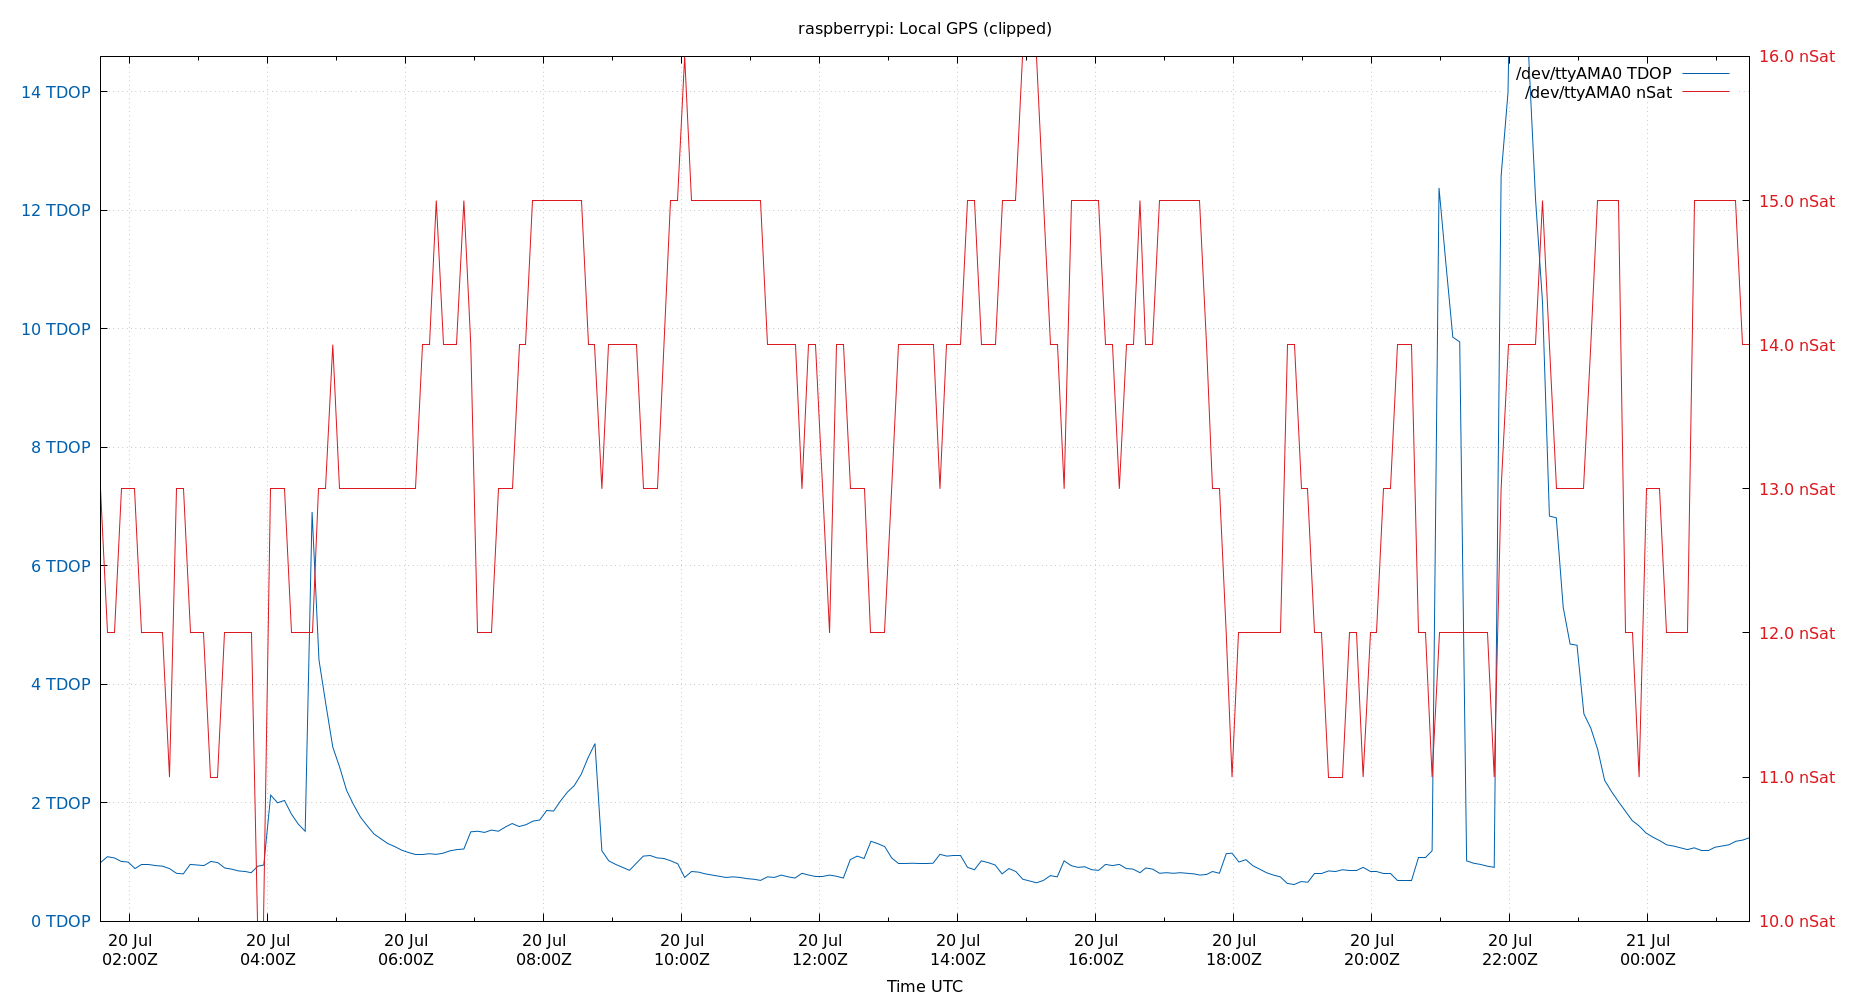 raspberrypi: Local GPS (clipped)
/dev/ttyAMA0 TDOP
/dev/ttyAMA0 nSat
14 TDOP
12 TDOP
10 TDOP
8 TDOP
6 TDOP
4 TDOP
2 TDOP
0 TDOP
16.0 nSat
15.0 nSat
14.0 nSat
13.0 nSat
12.0 nSat
11.0 nSat
10.0 nSat
20 Jul
02:00Z
20 Jul
04:00Z
20 Jul
06:00Z
20 Jul
08:00Z
20 Jul
10:00Z
20 Jul
12:00Z
20 Jul
14:00Z
20 Jul
16:00Z
20 Jul
18:00Z
20 Jul
20:00Z
20 Jul
22:00Z
21 Jul
00:00Z
Time UTC